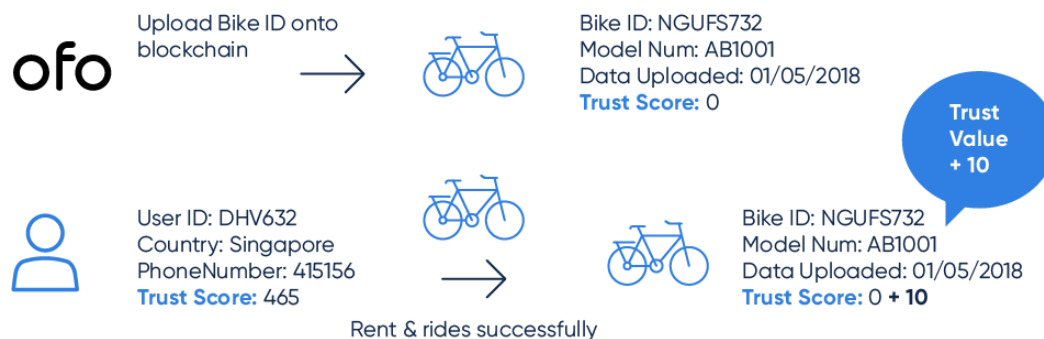 ofo
Upload Bike ID onto
blockchain
Bike ID: NGUFS732
Model Num: AB1001
Data Uploaded: 01/05/2018
Trust Score: 0
Trust
Value
+ 10
User ID: DHV632
Country: Singapore
PhoneNumber: 415156
Trust Score: 465
Rent & rides successfully
Bike ID: NGUFS732
Model Num: AB1001
Data Uploaded: 01/05/2018
Trust Score: 0 + 10